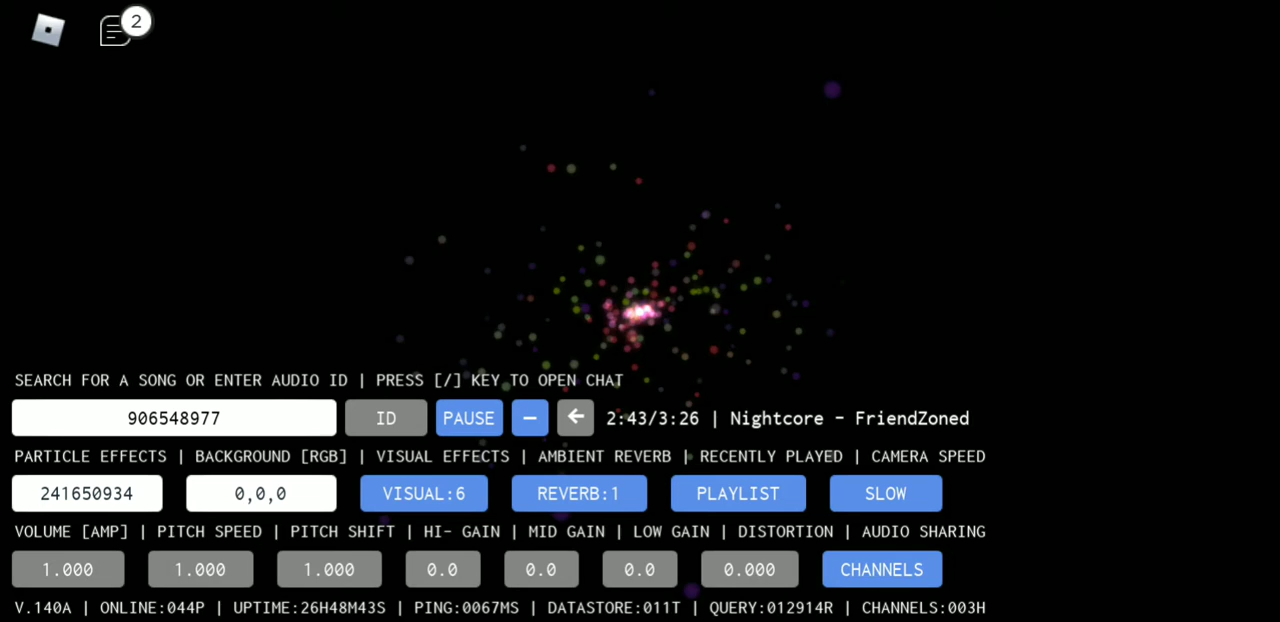 2
SEARCH FOR A SONG OR ENTER AUDIO ID | PRESS [/] KEY TO OPEN CHAT
906548977 ID PAUSE − ← 2:43/3:26 | Nightcore - FriendZoned
PARTICLE EFFECTS | BACKGROUND [RGB] | VISUAL EFFECTS | AMBIENT REVERB | RECENTLY PLAYED | CAMERA SPEED
241650934 0,0,0 VISUAL:6 REVERB:1 PLAYLIST SLOW
VOLUME [AMP] | PITCH SPEED | PITCH SHIFT | HI- GAIN | MID GAIN | LOW GAIN | DISTORTION | AUDIO SHARING
1.000 1.000 1.000 0.0 0.0 0.0 0.000 CHANNELS
V.140A | ONLINE:044P | UPTIME:26H48M43S | PING:0067MS | DATASTORE:011T | QUERY:012914R | CHANNELS:003H